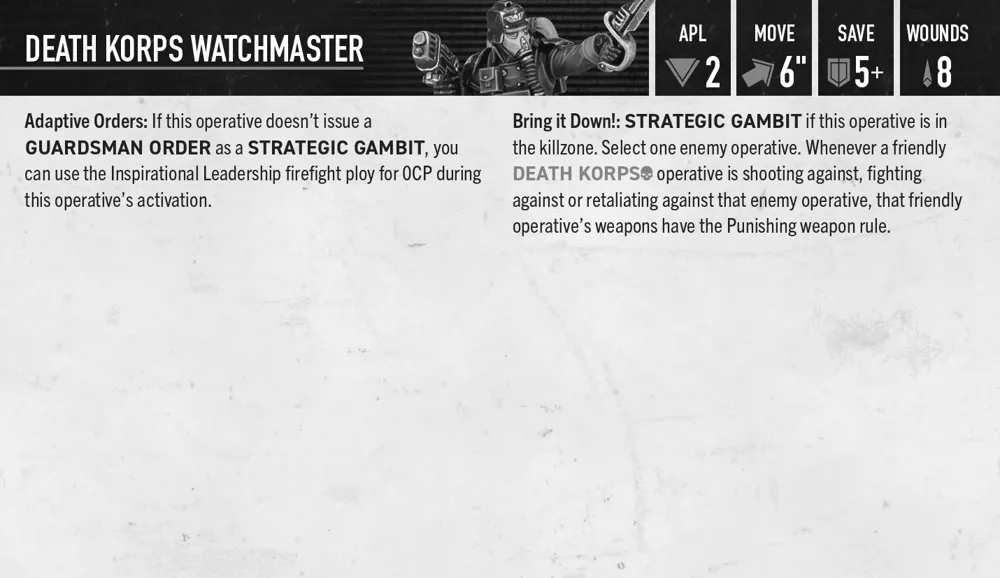 DEATH KORPS WATCHMASTER
APL
2
MOVE
6"
SAVE
5+
WOUNDS
8
Adaptive Orders: If this operative doesn't issue a
GUARDSMAN ORDER as a STRATEGIC GAMBIT, you
can use the Inspirational Leadership firefight ploy for 0CP during
this operative's activation.
Bring it Down!: STRATEGIC GAMBIT if this operative is in
the killzone. Select one enemy operative. Whenever a friendly
DEATH KORPS operative is shooting against, fighting
against or retaliating against that enemy operative, that friendly
operative's weapons have the Punishing weapon rule.